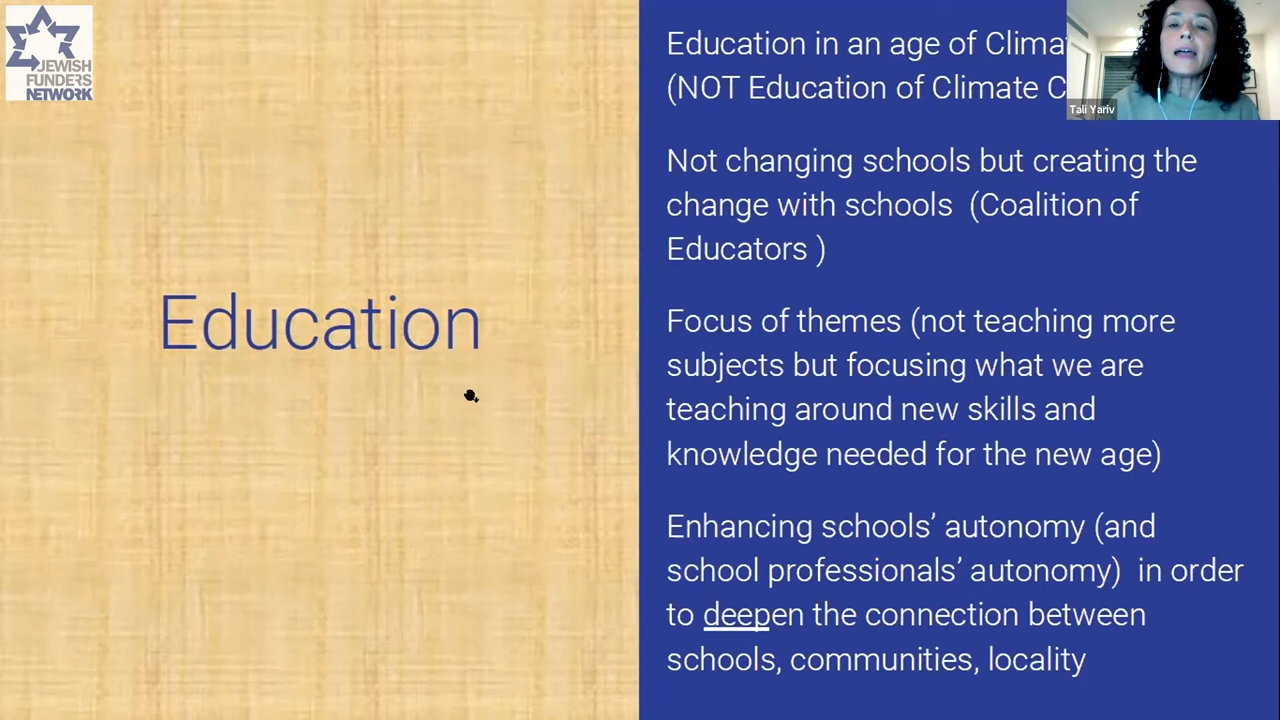 JEWISH
FUNDERS
NETWORK
Education
Education in an age of
(NOT Education of Climate
Not changing schools but creating the
change with schools (Coalition of
Educators )
Focus of themes (not teaching more
subjects but focusing what we are
teaching around new skills and
knowledge needed for the new age)
Enhancing schools’ autonomy (and
school professionals’ autonomy) in order
to deepen the connection between
schools, communities, locality
Tali Yariv